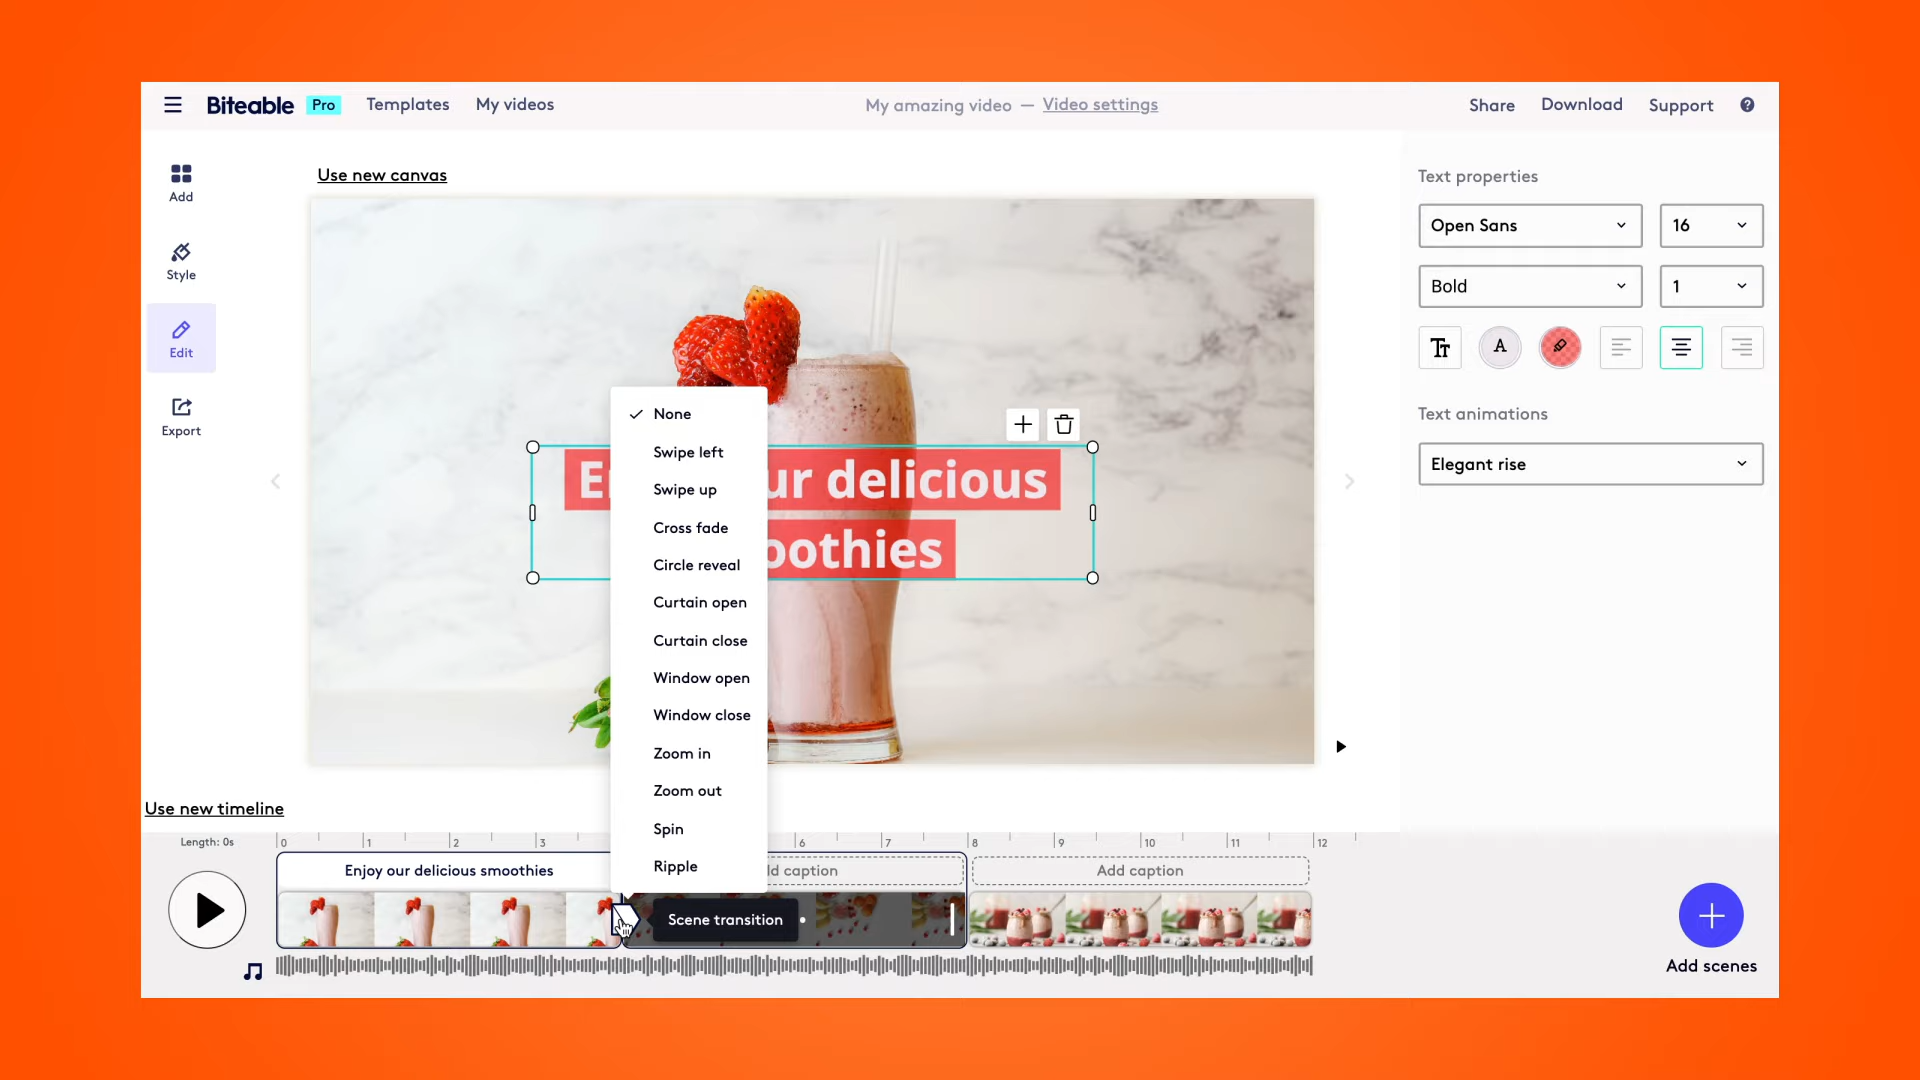 Biteable Pro Templates My videos
My amazing video — Video settings
Share Download Support ?
Add
Style
Edit
Export
Use new canvas
ur delicious
oothies
None
Swipe left
Swipe up
Cross fade
Circle reveal
Curtain open
Curtain close
Window open
Window close
Zoom in
Zoom out
Spin
Ripple
Text properties
Open Sans 16
Bold 1
Tt A
Text animations
Elegant rise
Use new timeline
Length: 0s
0 1 2 3 6 7 8 9 10 11 12
Enjoy our delicious smoothies
caption
Add caption
Scene transition
Add scenes